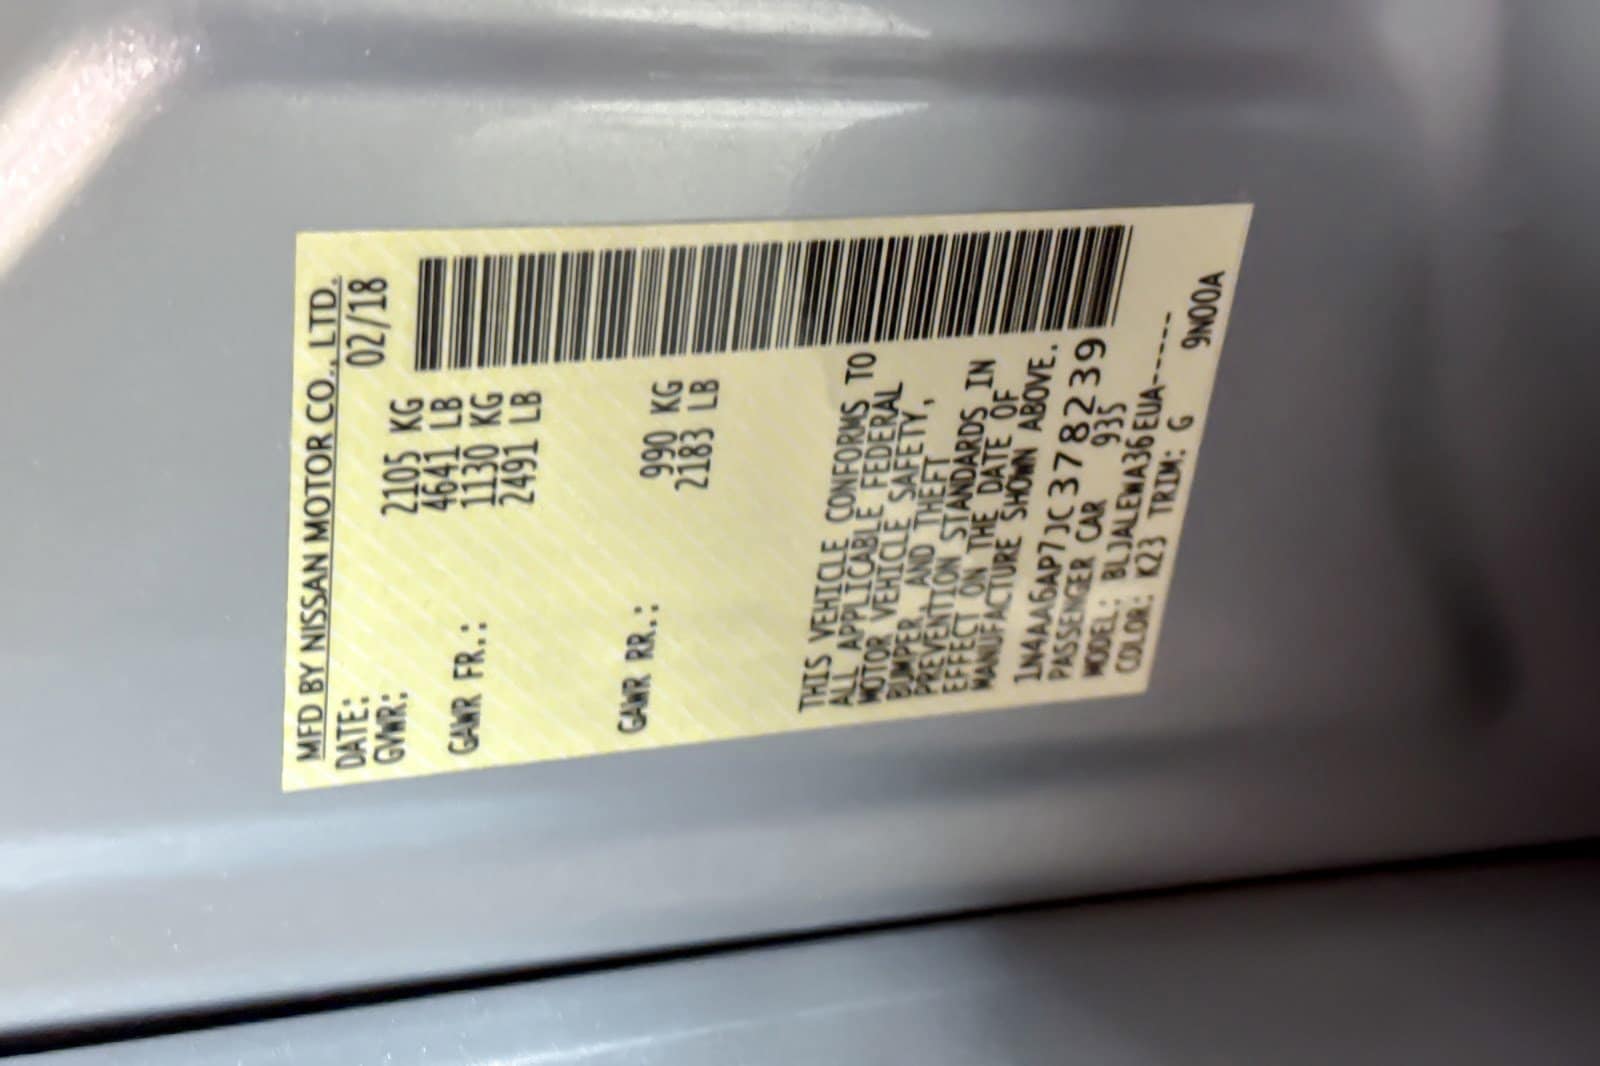 MFD BY NISSAN MOTOR CO., LTD.
DATE: 02/18
GVWR: 2105 KG
4641 LB
GAWR FR.: 1130 KG
2491 LB
GAWR RR.: 990 KG
2183 LB
THIS VEHICLE CONFORMS TO
ALL APPLICABLE FEDERAL
MOTOR VEHICLE SAFETY,
BUMPER, AND THEFT
PREVENTION STANDARDS IN
EFFECT ON THE DATE OF
MANUFACTURE SHOWN ABOVE.
1N4AA6AP7JC378239
PASSENGER CAR 935
MODEL: BLJALEWA36EUA-----
COLOR: K23 TRIM: G 9N00A